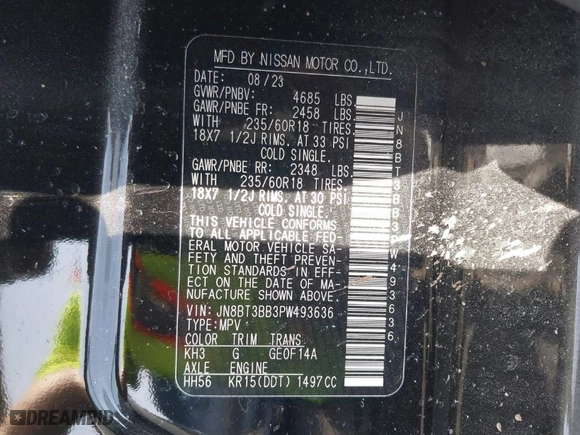 MFD BY NISSAN MOTOR CO.,LTD.
DATE: 08/23
GVWR/PNBV: 4685 LBS.
GAWR/PNBE FR: 2458 LBS.
WITH 235/60R18 TIRES.
18X7 1/2J RIMS. AT 33 PSI
COLD SINGLE.
GAWR/PNBE RR: 2348 LBS.
WITH 235/60R18 TIRES.
18X7 1/2J RIMS. AT 30 PSI
COLD SINGLE.
THIS VEHICLE CONFORMS
TO ALL APPLICABLE FED-
ERAL MOTOR VEHICLE SA-
FETY AND THEFT PREVEN-
TION STANDARDS IN EFF-
ECT ON THE DATE OF MA-
NUFACTURE SHOWN ABOVE.
VIN: JN8BT3BB3PW493636
TYPE:MPV
COLOR TRIM TRANS
KH3 G GE0F14A
AXLE ENGINE
HH56 KR15(DDT) 1497CC
JN8BT3BB3PW493636
S
DREAMBID